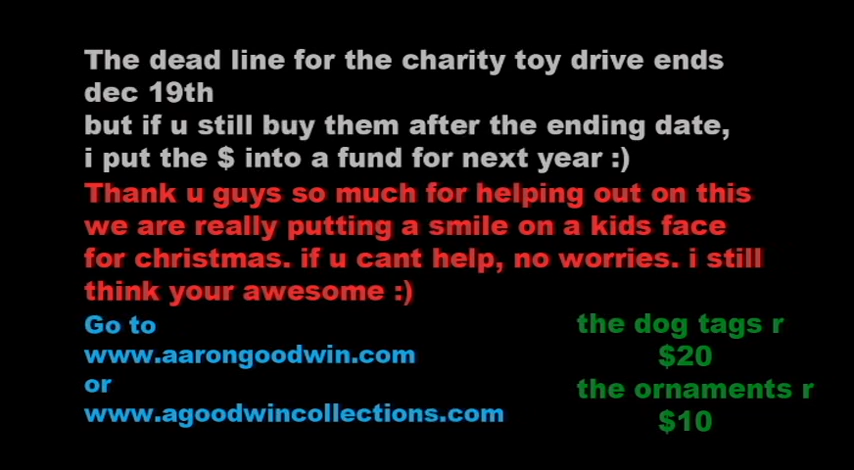 The dead line for the charity toy drive ends
dec 19th
but if u still buy them after the ending date,
i put the $ into a fund for next year :)
Thank u guys so much for helping out on this
we are really putting a smile on a kids face
for christmas. if u cant help, no worries. i still
think your awesome :)
Go to
www.aarongoodwin.com
or
www.agoodwincollections.com
the dog tags r
$20
the ornaments r
$10